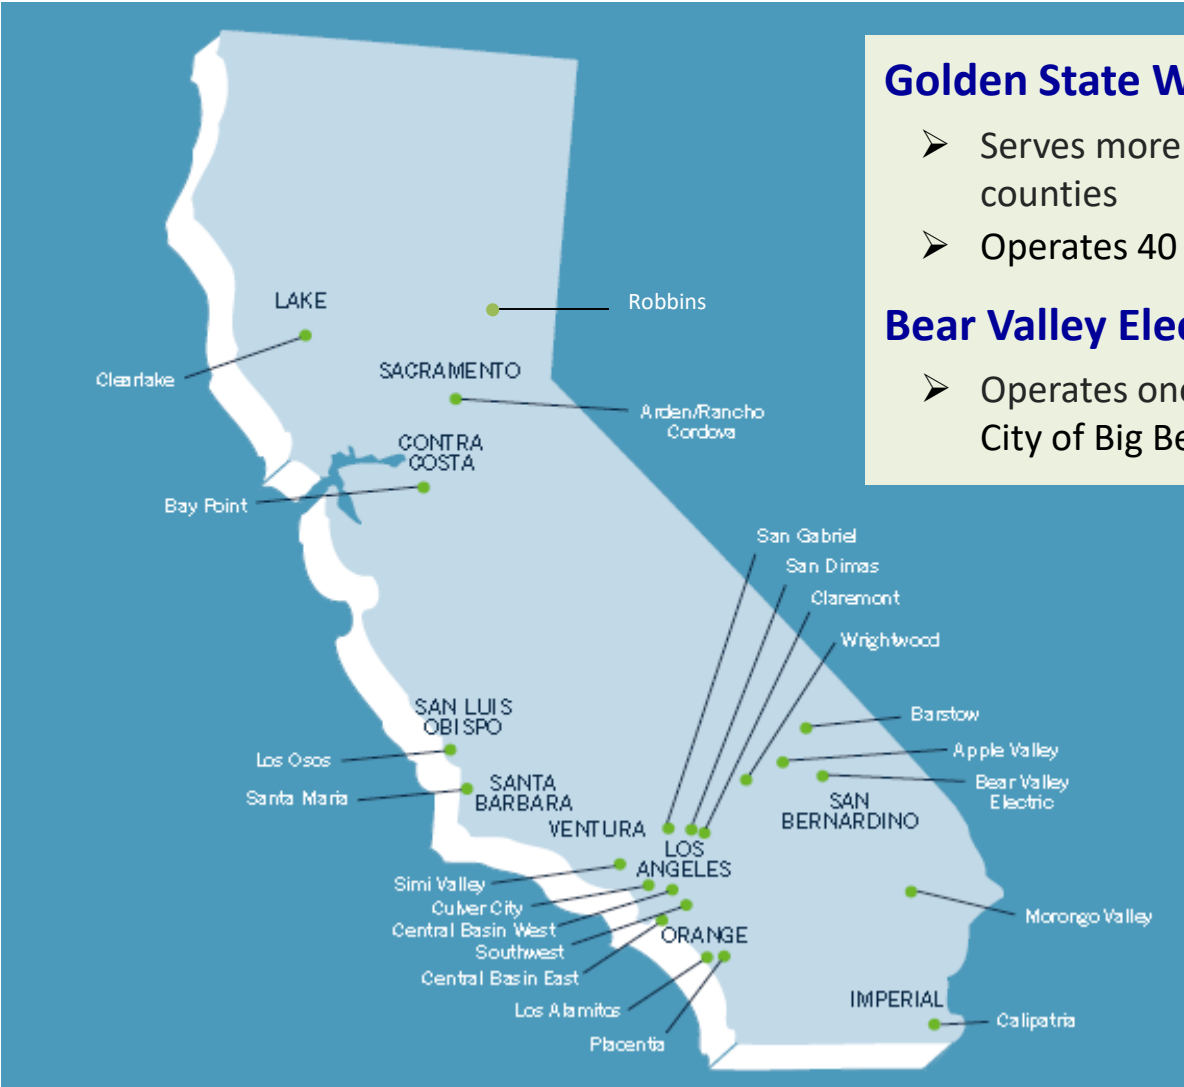 Golden State W
Serves more
counties
Operates 40
Bear Valley Elec
Operates one
City of Big Be
LAKE
Robbins
Clearlake
SACRAMENTO
Arden/Rancho
Cordova
CONTRA
COSTA
Bay Point
San Gabriel
San Dimas
Claremont
Wrightwood
SAN LUIS
OBISPO
Barstow
Los Osos
Apple Valley
Santa Maria
SANTA
BARBARA
Bear Valley
Electric
SAN
BERNARDINO
VENTURA
LOS
ANGELES
Simi Valley
Culver City
Central Basin West
Southwest
Central Basin East
ORANGE
Morongo Valley
Los Alamitos
Placentia
IMPERIAL
Calipatria